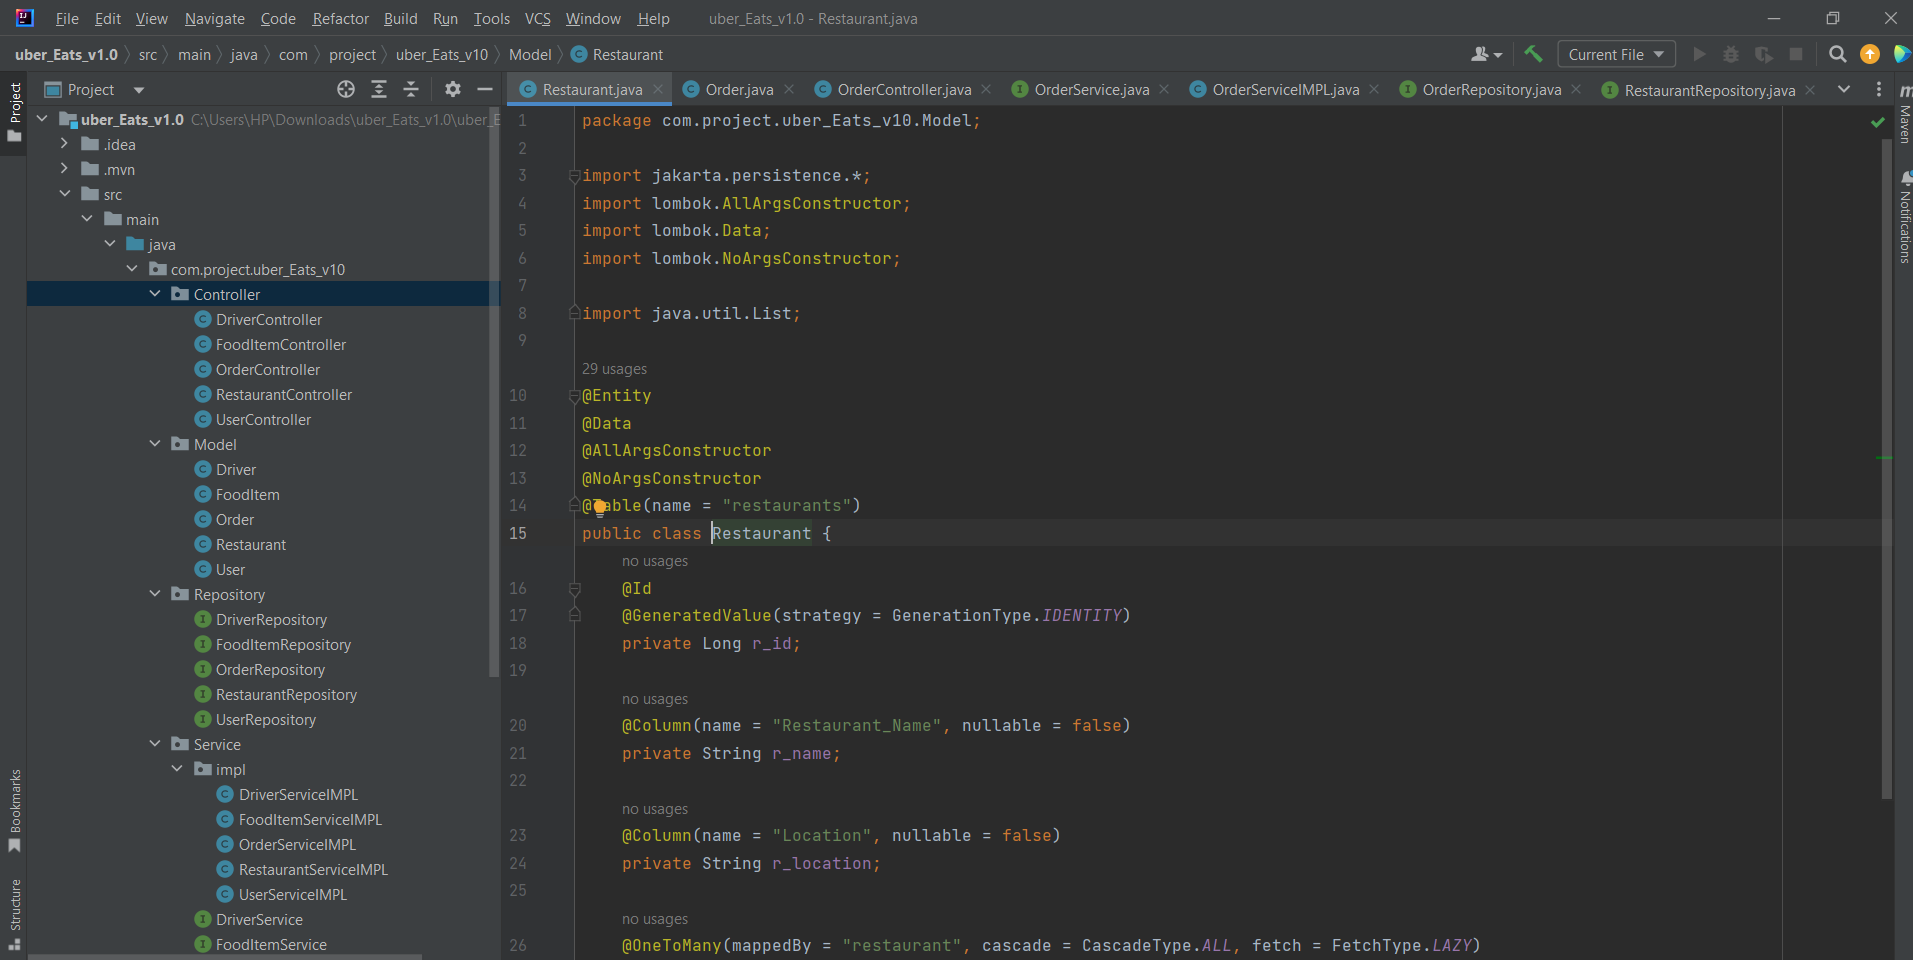 File Edit View Navigate Code Refactor Build Run Tools VCS Window Help uber_Eats_v1.0 - Restaurant.java
uber_Eats_v1.0 src main java com project uber_Eats_v10 Model Restaurant Current File
Project
Restaurant.java Order.java OrderController.java OrderService.java OrderServiceIMPL.java OrderRepository.java RestaurantRepository.java
Project
uber_Eats_v1.0 C:\Users\HP\Downloads\uber_Eats_v1.0\uber_E
.idea
.mvn
src
main
java
com.project.uber_Eats_v10
Controller
DriverController
FoodItemController
OrderController
RestaurantController
UserController
Model
Driver
FoodItem
Order
Restaurant
User
Repository
DriverRepository
FoodItemRepository
OrderRepository
RestaurantRepository
UserRepository
Service
impl
DriverServiceIMPL
FoodItemServiceIMPL
OrderServiceIMPL
RestaurantServiceIMPL
UserServiceIMPL
DriverService
FoodItemService
Bookmarks
Structure
1 package com.project.uber_Eats_v10.Model;
2
3 import jakarta.persistence.*;
4 import lombok.AllArgsConstructor;
5 import lombok.Data;
6 import lombok.NoArgsConstructor;
7
8 import java.util.List;
9
29 usages
10 @Entity
11 @Data
12 @AllArgsConstructor
13 @NoArgsConstructor
14 @Table(name = "restaurants")
15 public class Restaurant {
no usages
16 @Id
17 @GeneratedValue(strategy = GenerationType.IDENTITY)
18 private Long r_id;
19
no usages
20 @Column(name = "Restaurant_Name", nullable = false)
21 private String r_name;
22
no usages
23 @Column(name = "Location", nullable = false)
24 private String r_location;
25
no usages
26 @OneToMany(mappedBy = "restaurant", cascade = CascadeType.ALL, fetch = FetchType.LAZY)
m
Maven
Notifications